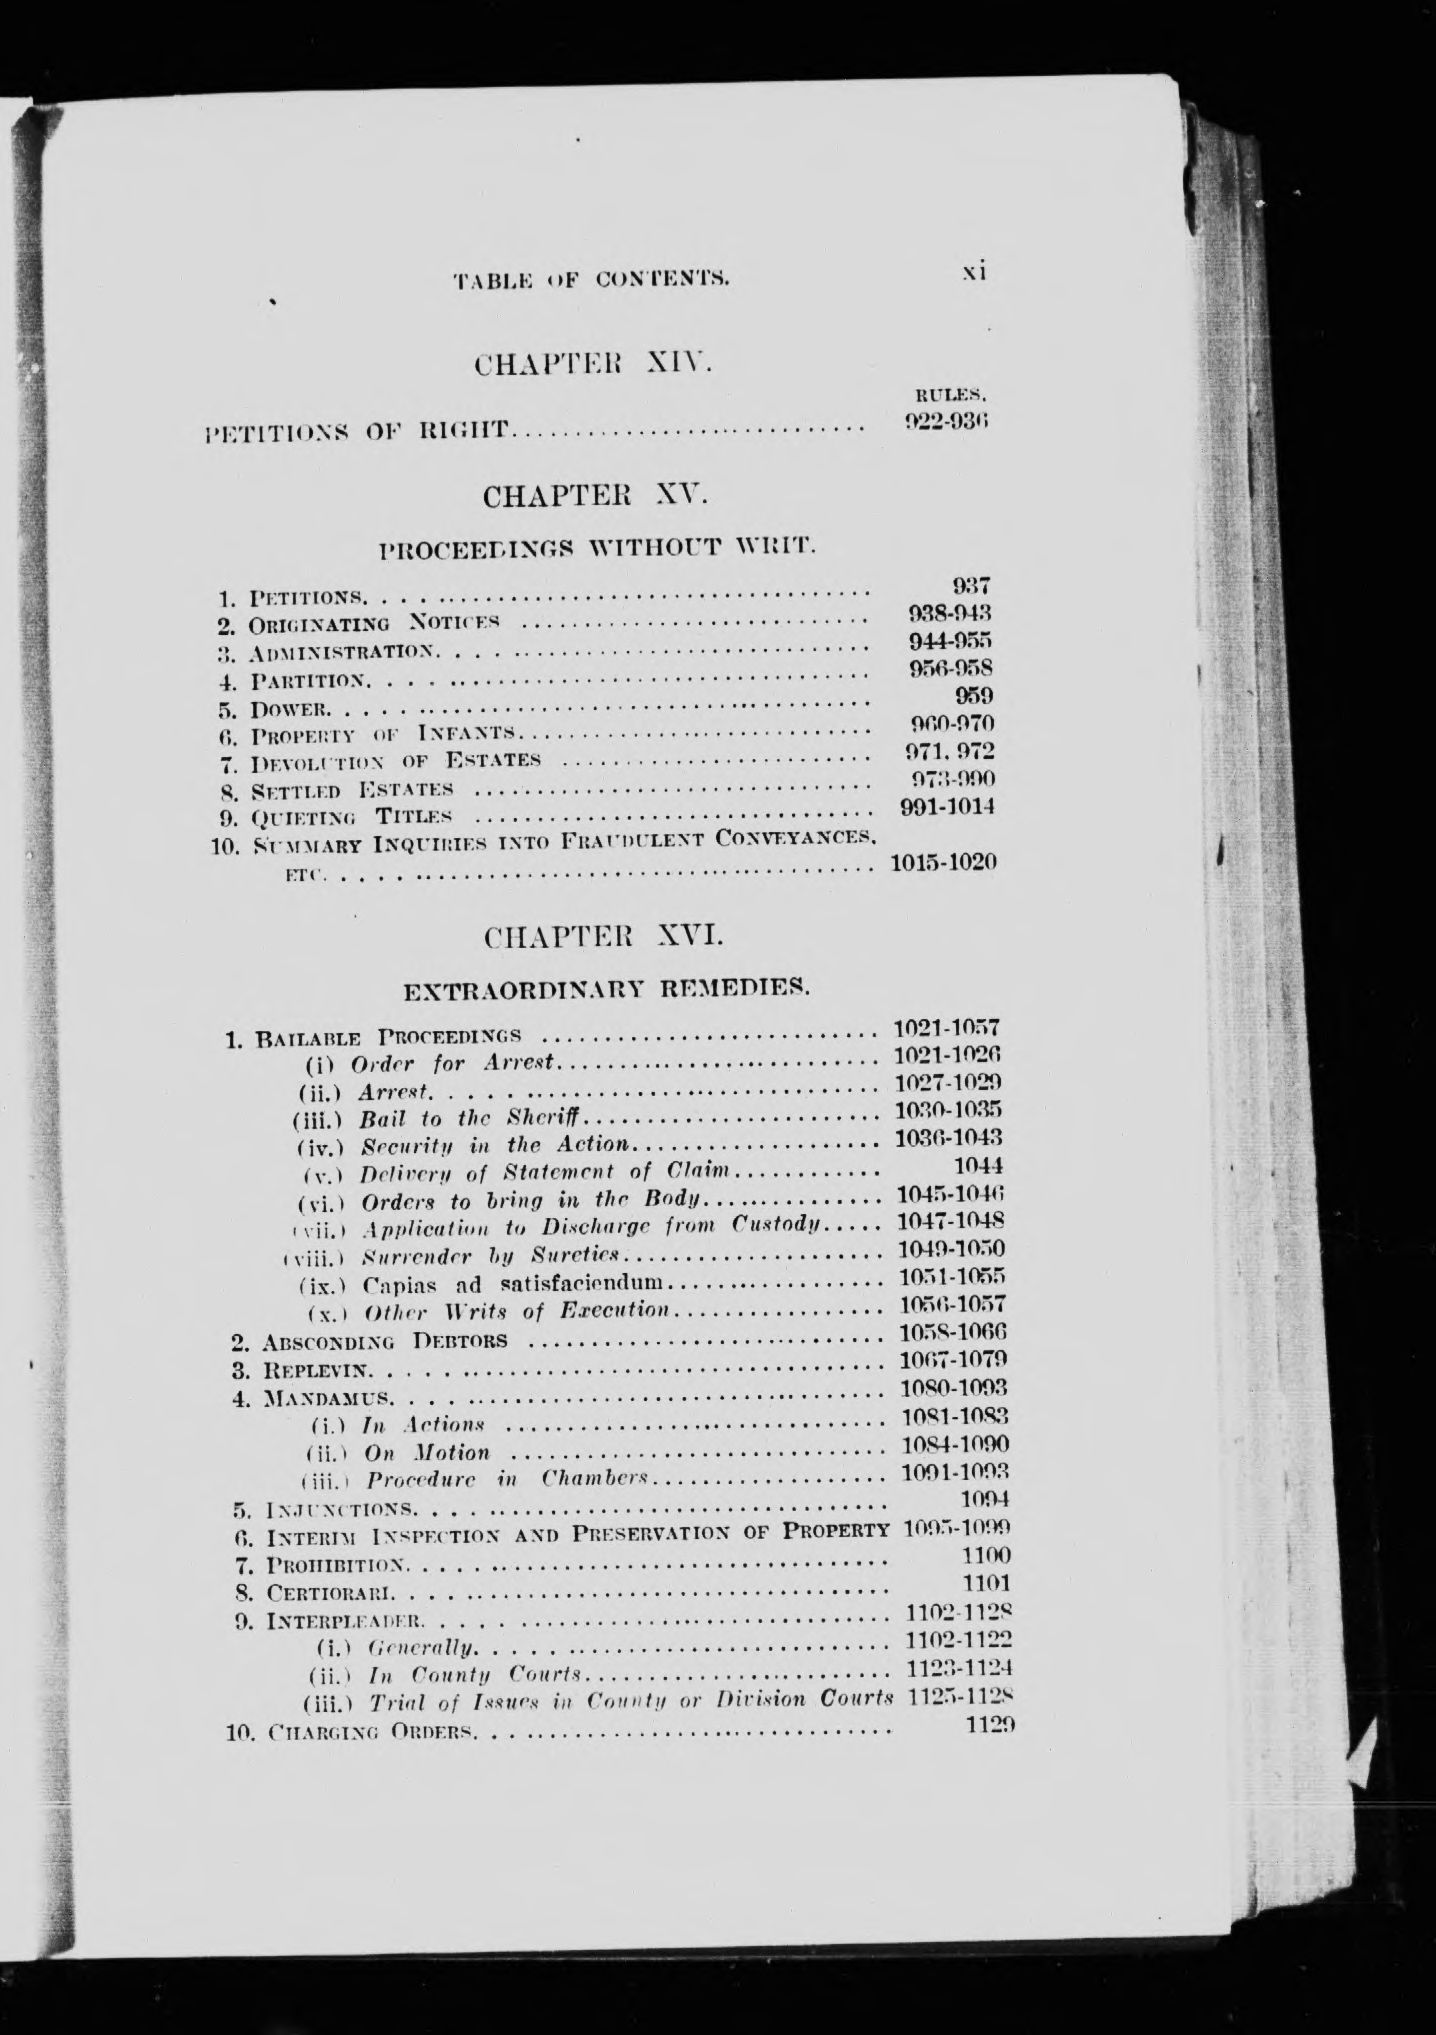 TABLE OF CONTENTS. xi
CHAPTER XIV.
RULES.
PETITIONS OF RIGHT.............................. 922-936
CHAPTER XV.
PROCEEDINGS WITHOUT WRIT.
1. PETITIONS........................................ 937
2. ORIGINATING NOTICES ............................ 938-943
3. ADMINISTRATION.................................. 944-955
4. PARTITION....................................... 956-958
5. DOWER........................................... 959
6. PROPERTY OF INFANTS............................. 960-970
7. DEVOLUTION OF ESTATES ......................... 971, 972
8. SETTLED ESTATES ................................ 973-990
9. QUIETING TITLES ................................ 991-1014
10. SUMMARY INQUIRIES INTO FRAUDULENT CONVEYANCES,
ETC............................................ 1015-1020
CHAPTER XVI.
EXTRAORDINARY REMEDIES.
1. BAILABLE PROCEEDINGS ............................ 1021-1057
(i) Order for Arrest............................ 1021-1026
(ii.) Arrest.................................... 1027-1029
(iii.) Bail to the Sheriff........................ 1030-1035
(iv.) Security in the Action..................... 1036-1043
(v.) Delivery of Statement of Claim............. 1044
(vi.) Orders to bring in the Body............... 1045-1046
(vii.) Application to Discharge from Custody..... 1047-1048
(viii.) Surrender by Sureties..................... 1049-1050
(ix.) Capias ad satisfaciendum.................. 1051-1055
(x.) Other Writs of Execution.................. 1056-1057
2. ABSCONDING DEBTORS .............................. 1058-1066
3. REPLEVIN........................................ 1067-1079
4. MANDAMUS........................................ 1080-1093
(i.) In Actions ................................ 1081-1083
(ii.) On Motion ................................ 1084-1090
(iii.) Procedure in Chambers.................... 1091-1093
5. INJUNCTIONS..................................... 1094
6. INTERIM INSPECTION AND PRESERVATION OF PROPERTY 1095-1099
7. PROHIBITION..................................... 1100
8. CERTIORARI...................................... 1101
9. INTERPLEADER.................................... 1102-1128
(i.) Generally................................. 1102-1122
(ii.) In County Courts.......................... 1123-1124
(iii.) Trial of Issues in County or Division Courts 1125-1128
10. CHARGING ORDERS................................. 1129